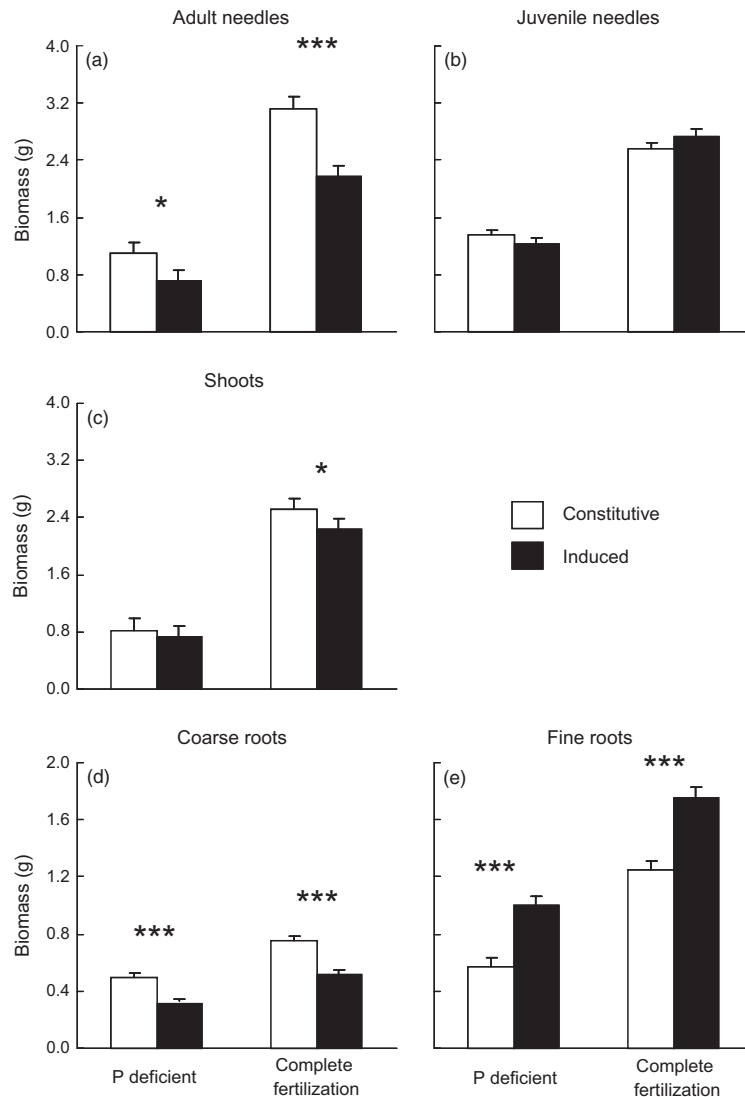 Adult needles
Juvenile needles
(a)
***
*
4.0
3.2
2.4
1.6
0.8
0.0
Biomass (g)
(b)
Shoots
(c)
*
4.0
3.2
2.4
1.6
0.8
0.0
Biomass (g)
Constitutive
Induced
Coarse roots
Fine roots
(d)
***
***
2.0
1.6
1.2
0.8
0.4
0.0
Biomass (g)
(e)
***
***
P deficient
Complete
fertilization
P deficient
Complete
fertilization